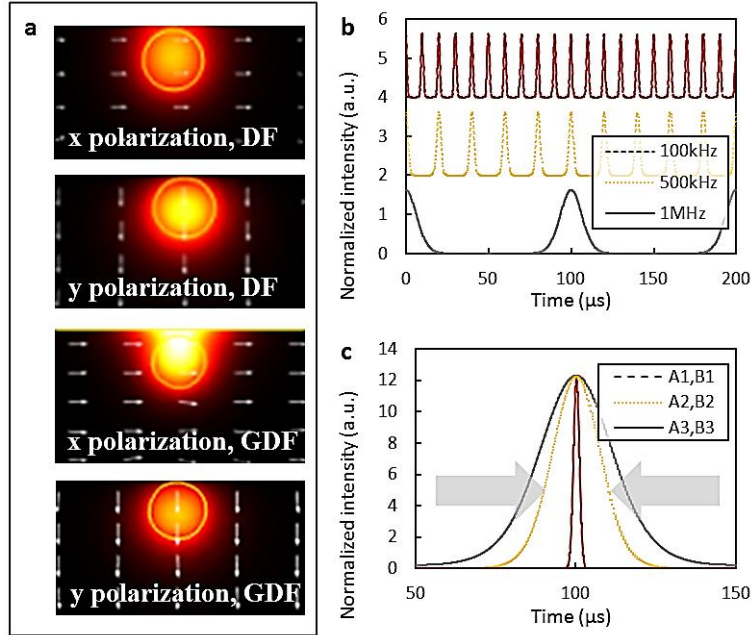 a
x polarization, DF
y polarization, DF
x polarization, GDF
y polarization, GDF
b
Normalized intensity (a.u.)
6
5
4
3
2
1
0
100kHz
500kHz
1MHz
0 50 100 150 200
Time (μs)
c
Normalized intensity (a.u.)
14
12
10
8
6
4
2
0
A1,B1
A2,B2
A3,B3
50 100 150
Time (μs)